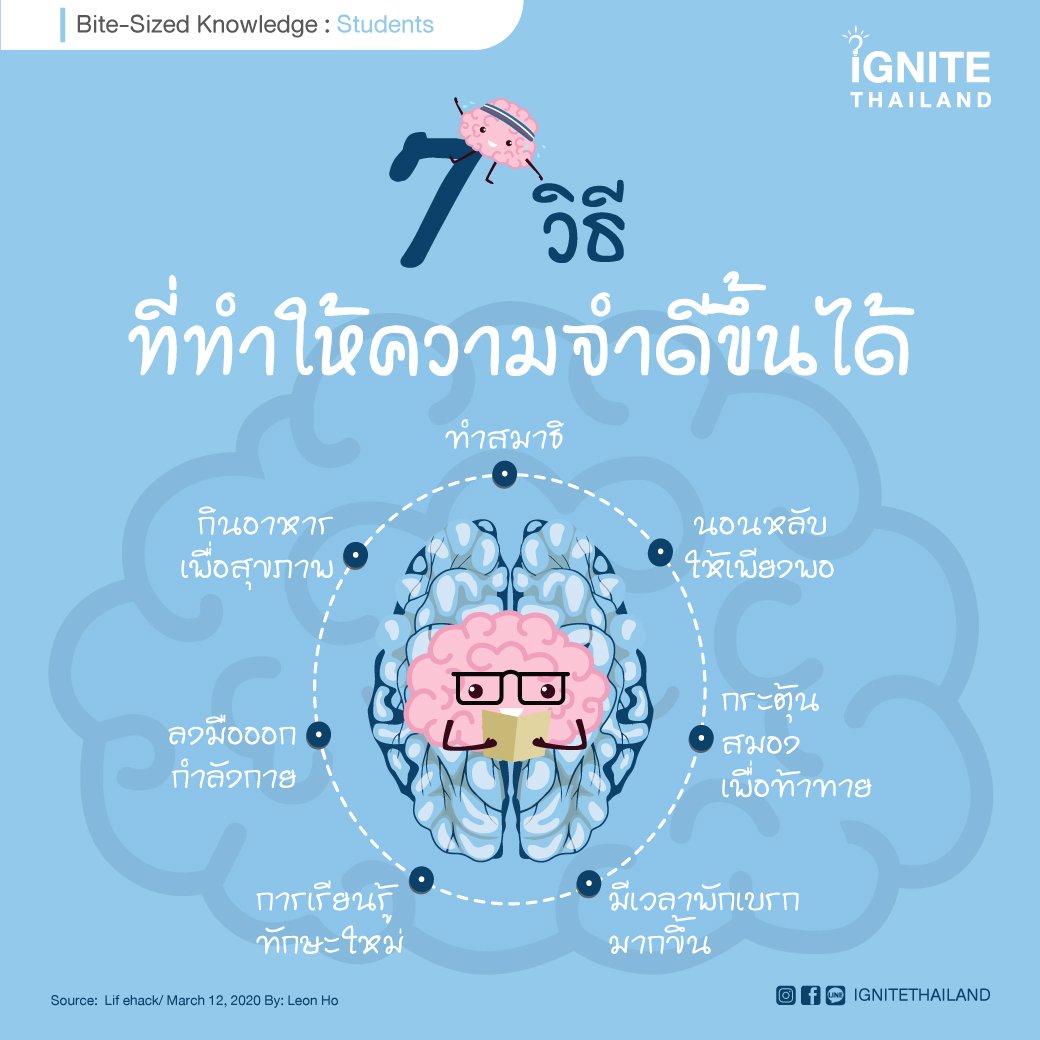 Bite-Sized Knowledge : Students
IGNITE
THAILAND
7 วิธี
ที่ทำให้ความจำดีขึ้นได้
ทำสมาธิ
นอนหลับ
ให้เพียงพอ
กระตุ้น
สมอง
เพื่อท้าทาย
มีเวลาพักเบรก
มากขึ้น
การเรียนรู้
ทักษะใหม่
ลงมือออก
กำลังกาย
กินอาหาร
เพื่อสุขภาพ
Source: Lif ehack/ March 12, 2020 By: Leon Ho
LINE
IGNITETHAILAND